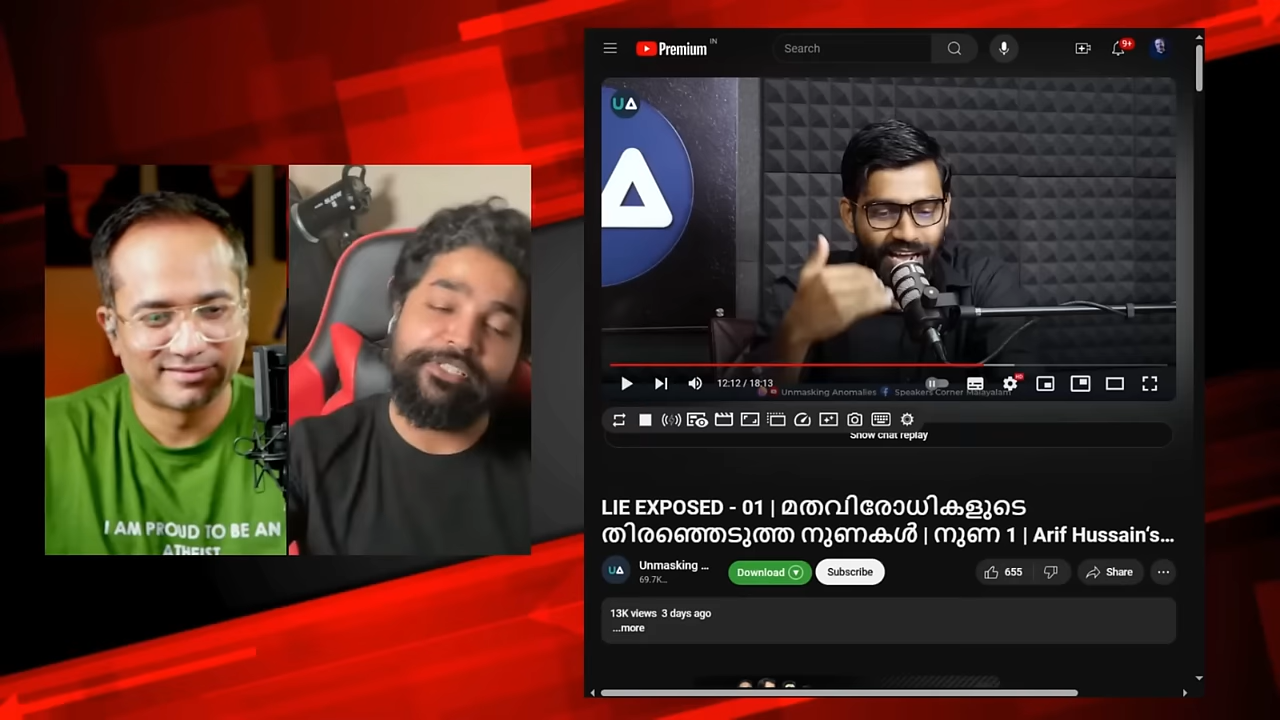 I AM PROUD TO BE AN
ATHEIST
Premium IN
Search
9+
UA
12:12 / 18:13
HD
Unmasking Anomalies Speakers Corner Malayalam
Show chat replay
LIE EXPOSED - 01 | മതവിരോധികളുടെ
തിരഞ്ഞെടുത്ത നുണകൾ | നുണ 1 | Arif Hussain‘s...
UA
Unmasking ...
69.7K...
Download
Subscribe
655
Share
13K views 3 days ago
...more